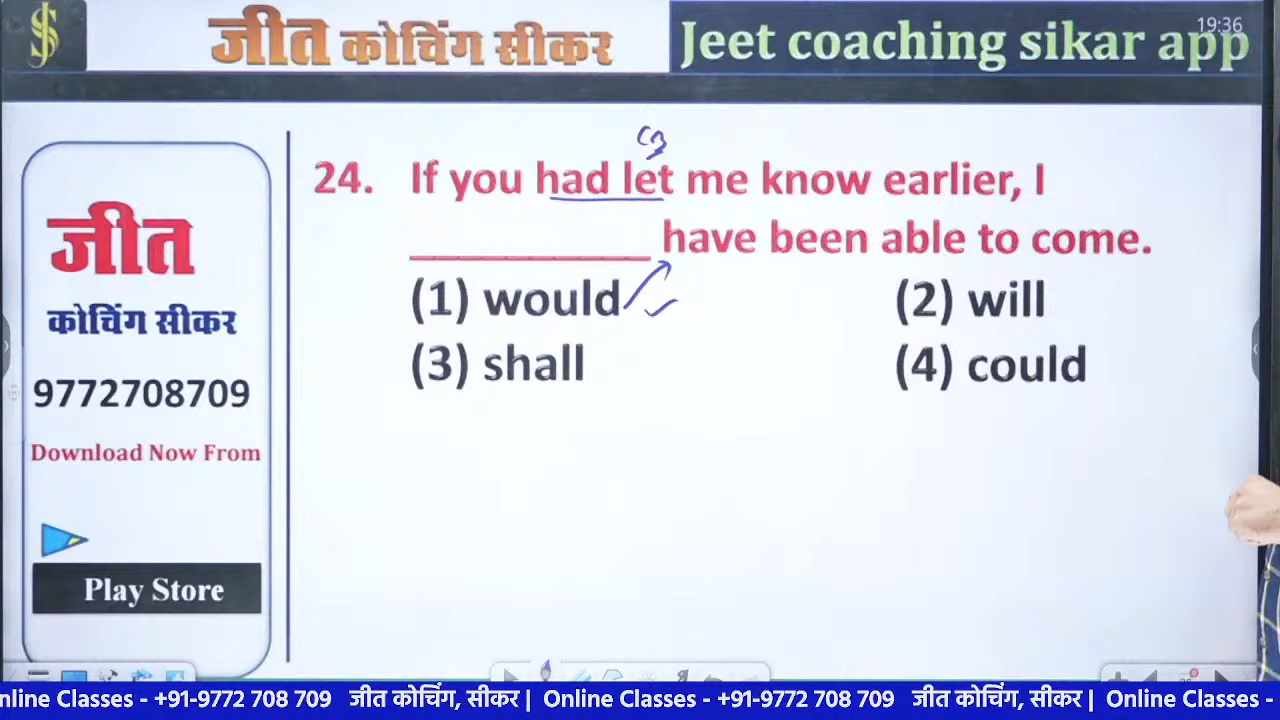 जीत कोचिंग सीकर
Jeet coaching sikar app
19:36
जीत
कोचिंग सीकर
9772708709
Download Now From
Play Store
24. If you had let me know earlier, I
____________ have been able to come.
(1) would
(2) will
(3) shall
(4) could
nline Classes - +91-9772 708 709 जीत कोचिंग, सीकर | Online Classes - +91-9772 708 709 जीत कोचिंग, सीकर | Online Classes -